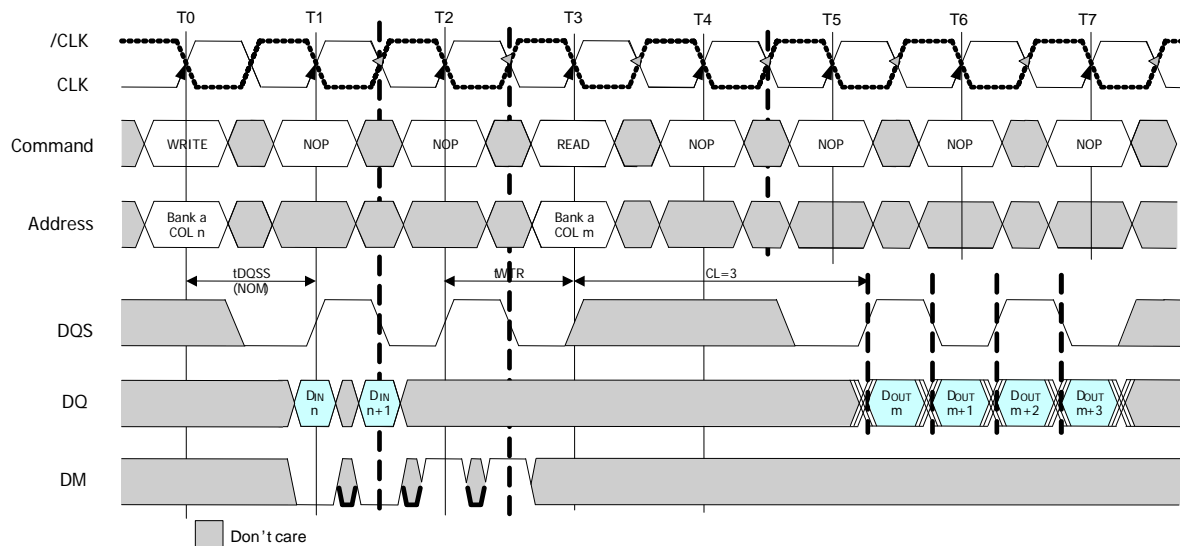 T0 T1 T2 T3 T4 T5 T6 T7
/CLK
CLK
Command WRITE NOP NOP READ NOP NOP NOP NOP
Address Bank a COL n Bank a COL m
tDQSS (NOM) tWTR CL=3
DQS
DQ DIN n DIN n+1 DOUT m DOUT m+1 DOUT m+2 DOUT m+3
DM
Don't care